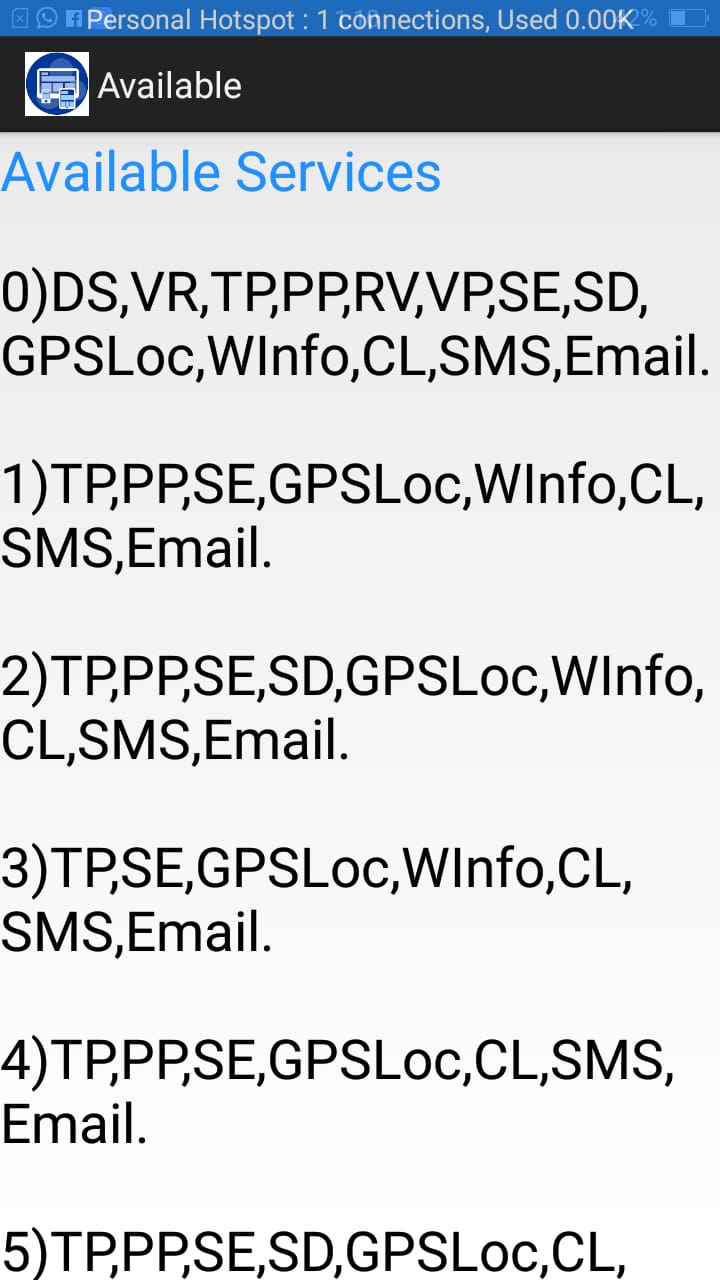 Personal Hotspot : 1 connections, Used 0.00K
Available
Available Services
0)DS,VR,TP,PP,RV,VP,SE,SD,
GPSLoc,WInfo,CL,SMS,Email.
1)TP,PP,SE,GPSLoc,WInfo,CL,
SMS,Email.
2)TP,PP,SE,SD,GPSLoc,WInfo,
CL,SMS,Email.
3)TP,SE,GPSLoc,WInfo,CL,
SMS,Email.
4)TP,PP,SE,GPSLoc,CL,SMS,
Email.
5)TP,PP,SE,SD,GPSLoc,CL,